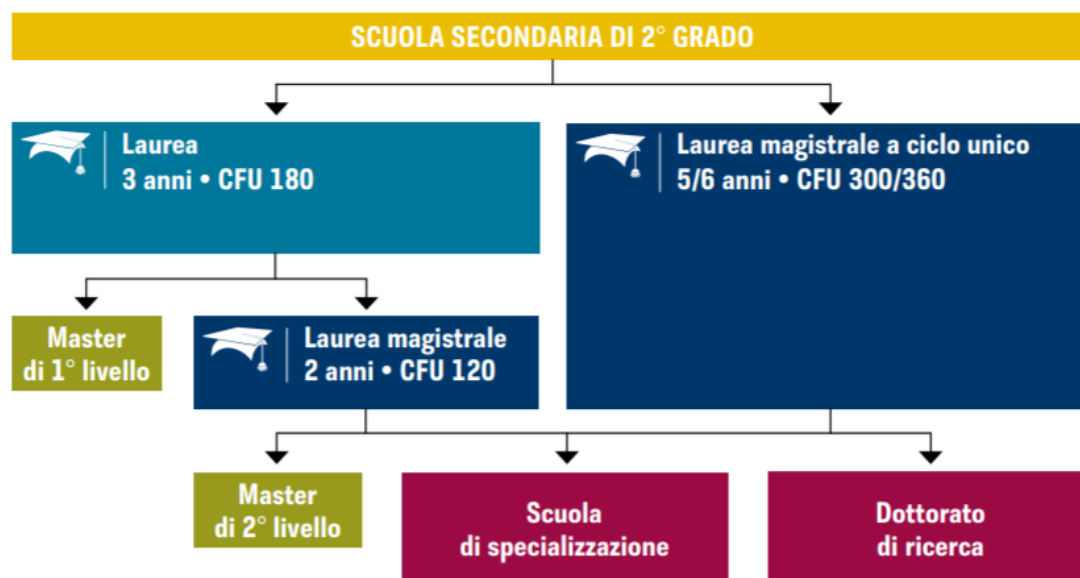 SCUOLA SECONDARIA DI 2° GRADO
Laurea
3 anni • CFU 180
Laurea magistrale a ciclo unico
5/6 anni • CFU 300/360
Master
di 1° livello
Laurea magistrale
2 anni • CFU 120
Master
di 2° livello
Scuola
di specializzazione
Dottorato
di ricerca